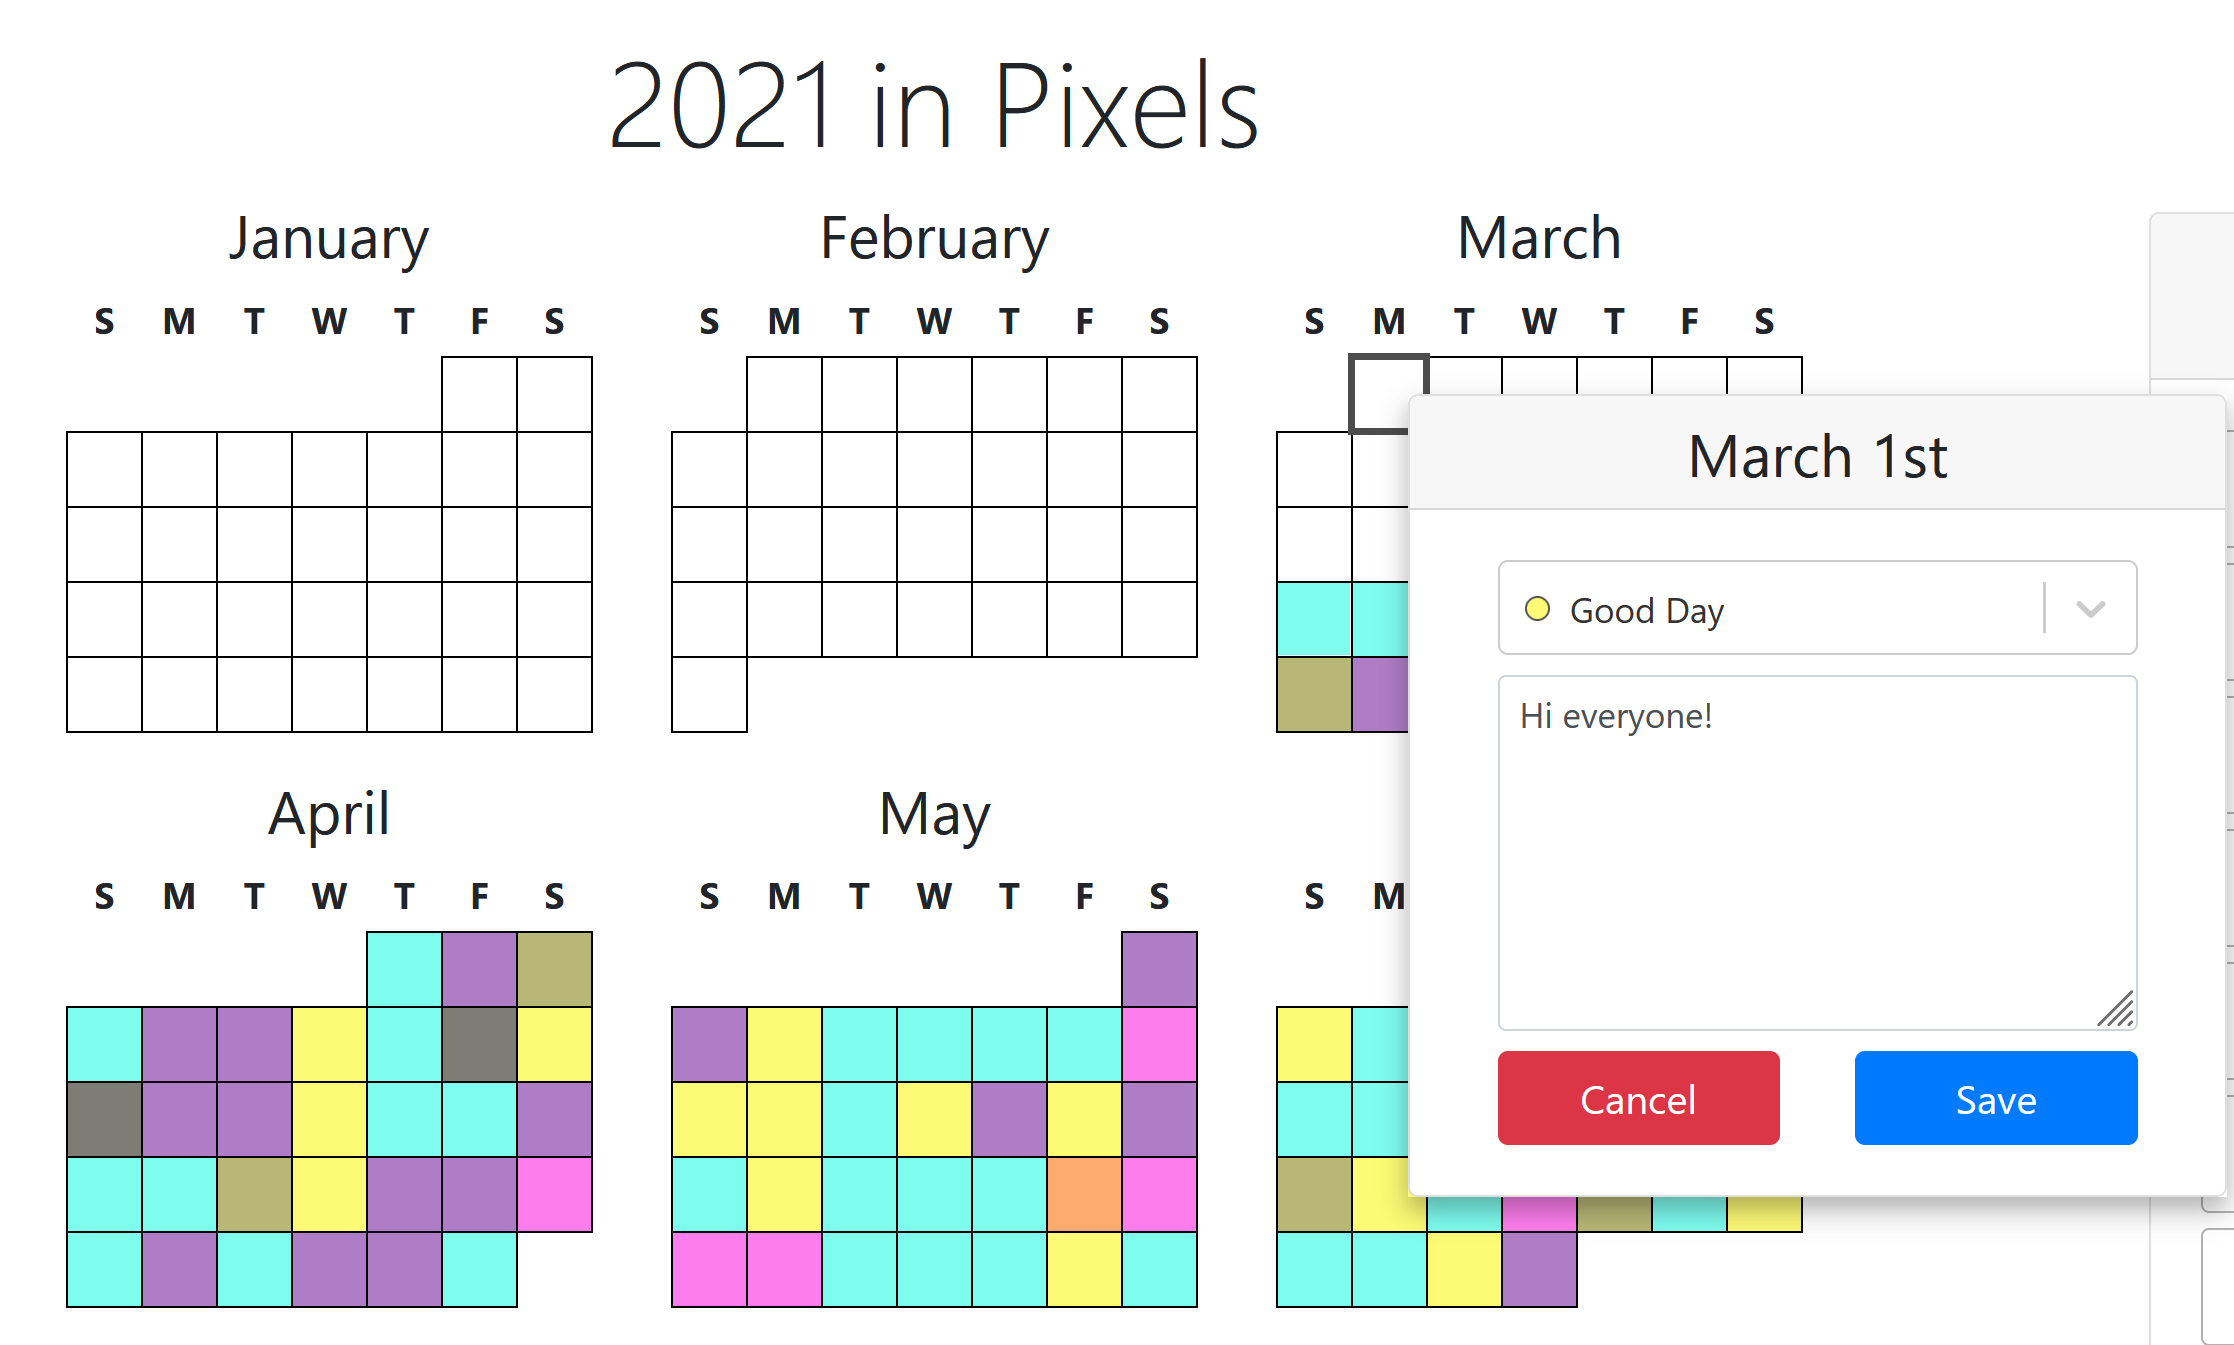 2021 in Pixels
January
February
March
S M T W T F S
S M T W T F S
S M T W T F S
March 1st
Good Day
Hi everyone!
Cancel
Save
April
May
S M T W T F S
S M T W T F S
S M